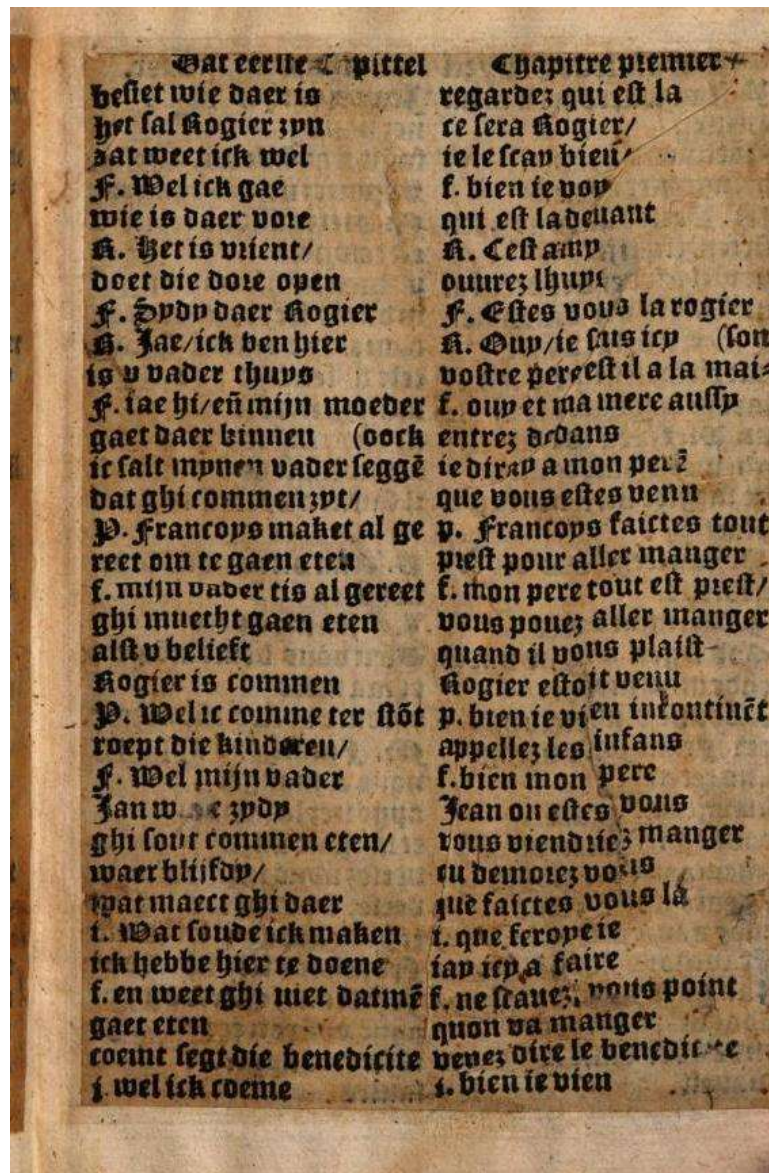 Dat eerste Capittel
besiet wie daer is
het sal Rogier zyn
dat weet ick wel
F. Wel ick gae
wie is daer vore
R. Het is vrient/
doet die dore open
F. Sydy daer Rogier
R. Jae/ick ben hier
is v vader thuys
F. iae hi/eñ mijn moeder
gaet daer binnen (oock
ic salt mynen vader seggē
dat ghi commen zyt/
P. Francoys maket al ge
reet om te gaen eten
f. mijn vader tis al gereet
ghi muecht gaen eten
alst v belieft
Rogier is commen
P. Wel ic comme ter stōt
roept die kinderen/
F. Wel mijn vader
Jan w zydy
ghi sout commen eten/
waer blijfdy/
wat maect ghi daer
i. Wat soude ick maken
ick hebbe hier te doene
f. en weet ghi niet datmē
gaet eten
coemt segt die benedicite
j. wel ick coeme
Chapitre premier
regardez qui est la
ce sera Rogier/
ie le scay bien/
f. bien ie voy
qui est la deuant
R. Cest amy
ouurez lhuys
F. Estes vous la rogier
R. Ouy/ie suis icy (son
vostre pere est il a la mai-
f. ouy et ma mere aussy
entrez dedans
ie diray a mon perē
que vous estes venu
p. Francoys faictes tout
prest pour aller manger
f. mon pere tout est prest/
vous pouez aller manger
quand il vous plaist
Rogier estoit venu
p. bien ie vien incontinēt
appellez les infans
f. bien mon pere
Jean ou estes vous
vous viendriez manger
ou demorez vous
que faictes vous la
i. que feroye ie
iay icy a faire
f. ne scauez vous point
quon va manger
venez dire le benedicite
i. bien ie vien